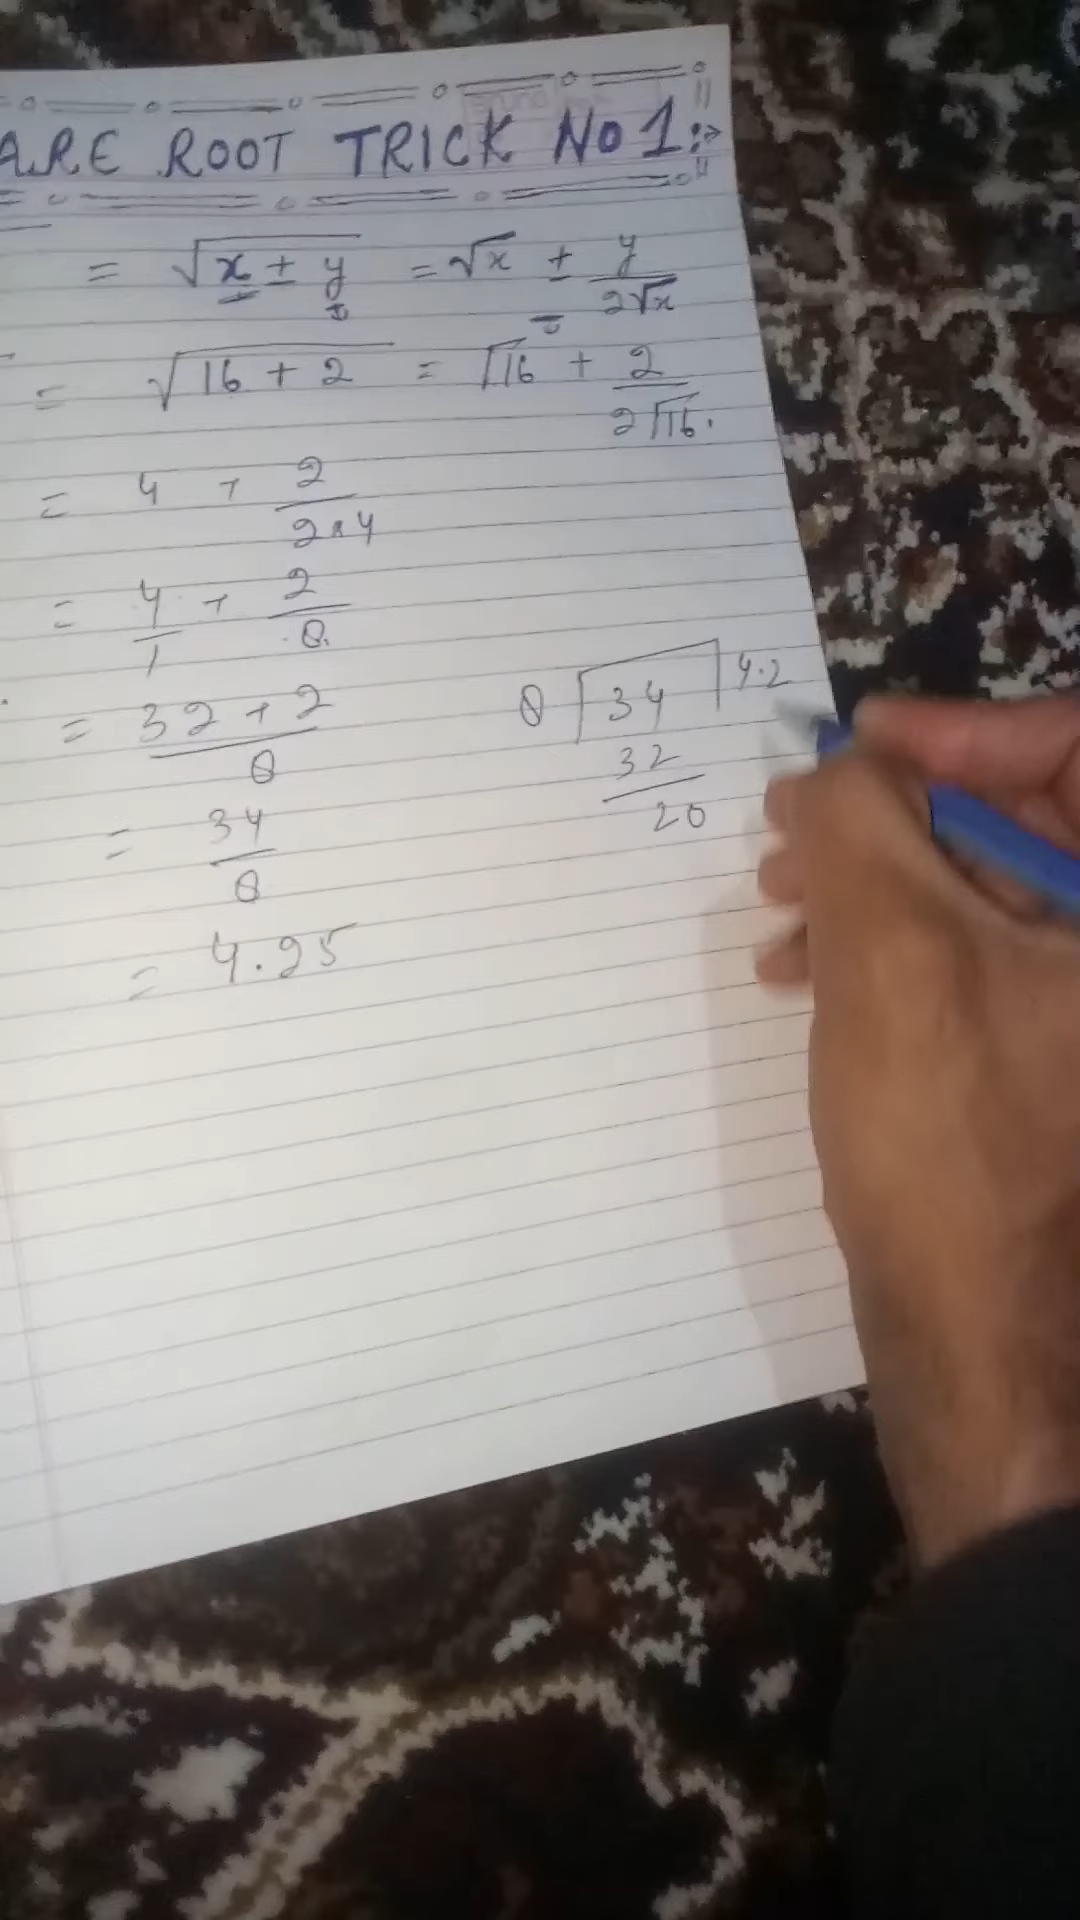 ARE ROOT TRICK NO 1:->
= √x ± y = √x ± y/2√x
= √16 + 2 = √16 + 2/2√16.
= 4 + 2/2×4
= 4/1 + 2/8
= 32 + 2/8
8 34 4.2
32
20
= 34/8
= 4.25